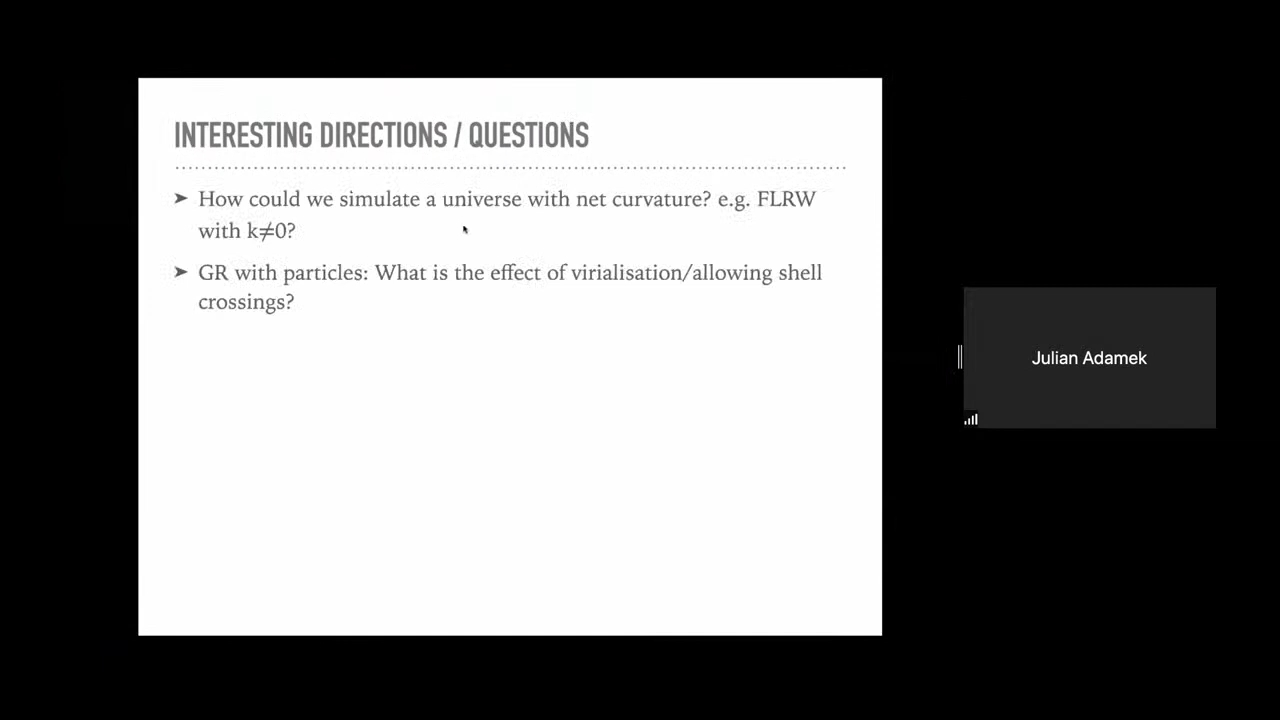 INTERESTING DIRECTIONS / QUESTIONS
➤ How could we simulate a universe with net curvature? e.g. FLRW
with k≠0?
➤ GR with particles: What is the effect of virialisation/allowing shell
crossings?
Julian Adamek